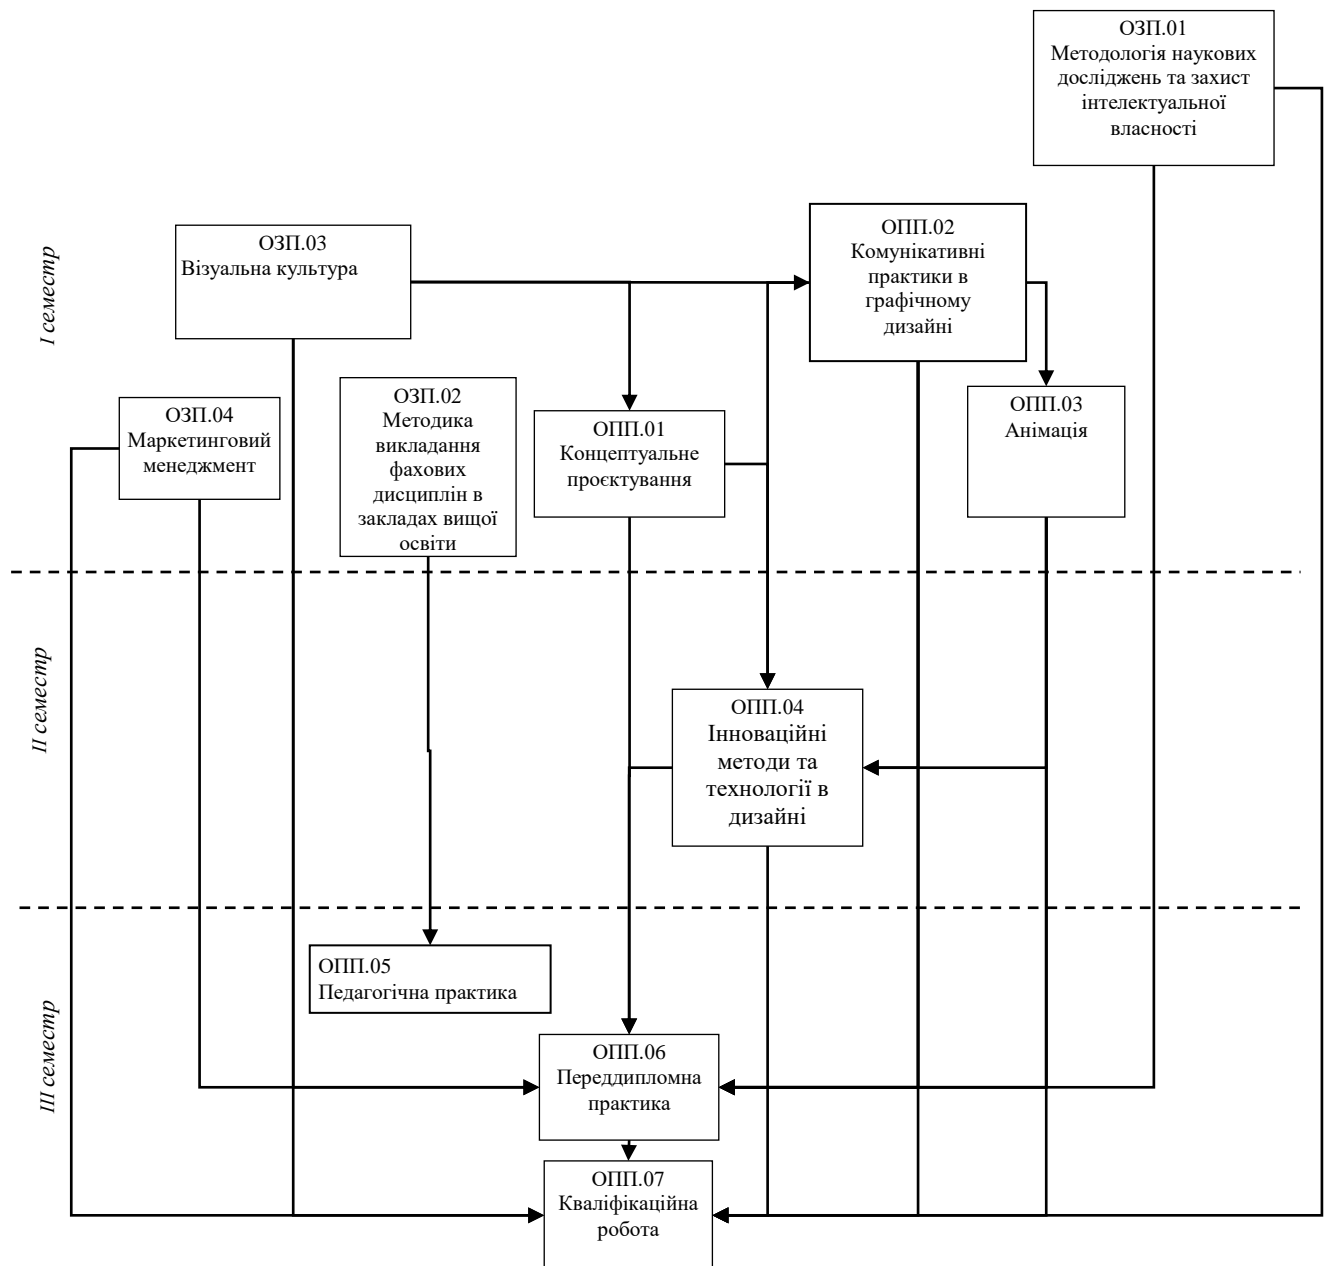 ОЗП.01
Методологія наукових
досліджень та захист
інтелектуальної
власності
І семестр
ОЗП.03
Візуальна культура
ОПП.02
Комунікативні
практики в
графічному
дизайні
ОЗП.04
Маркетинговий
менеджмент
ОЗП.02
Методика
викладання
фахових
дисциплін в
закладах вищої
освіти
ОПП.01
Концептуальне
проєктування
ОПП.03
Анімація
ІІ семестр
ОПП.04
Інноваційні
методи та
технології в
дизайні
ІІІ семестр
ОПП.05
Педагогічна практика
ОПП.06
Переддипломна
практика
ОПП.07
Кваліфікаційна
робота